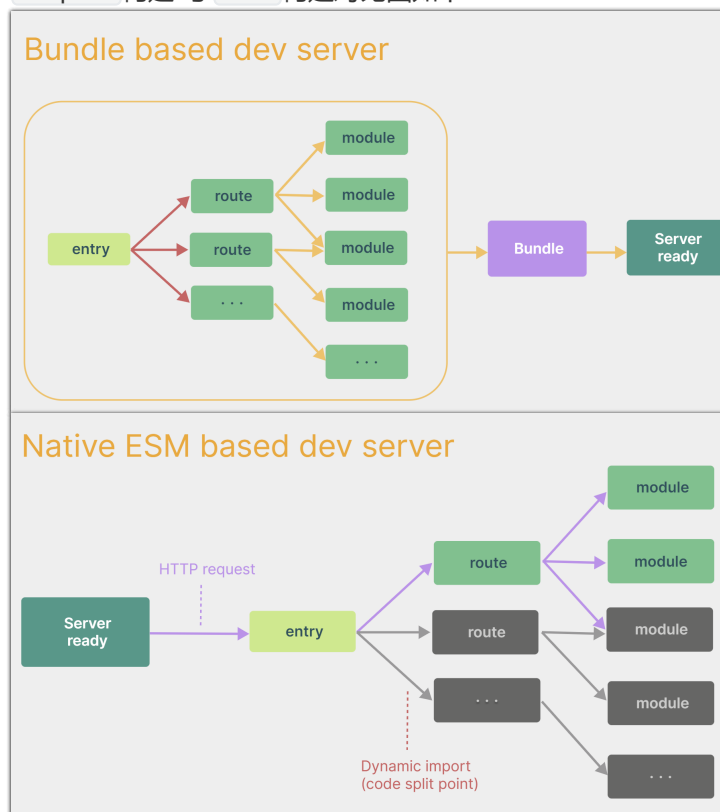 Bundle based dev server
module
route
module
entry
route
module
Bundle
Server
ready
...
module
...
Native ESM based dev server
module
HTTP request
route
module
Server
ready
entry
route
module
...
module
Dynamic import
(code split point)
...